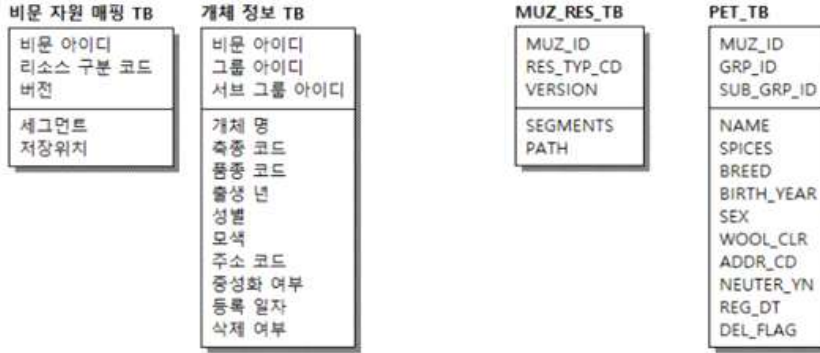 비문 자원 매핑 TB
비문 아이디
리소스 구분 코드
버전
세그먼트
저장위치
개체 정보 TB
비문 아이디
그룹 아이디
서브 그룹 아이디
개체 명
축종 코드
품종 코드
출생 년
성별
모색
주소 코드
중성화 여부
등록 일자
삭제 여부
MUZ_RES_TB
MUZ_ID
RES_TYP_CD
VERSION
SEGMENTS
PATH
PET_TB
MUZ_ID
GRP_ID
SUB_GRP_ID
NAME
SPICES
BREED
BIRTH_YEAR
SEX
WOOL_CLR
ADDR_CD
NEUTER_YN
REG_DT
DEL_FLAG